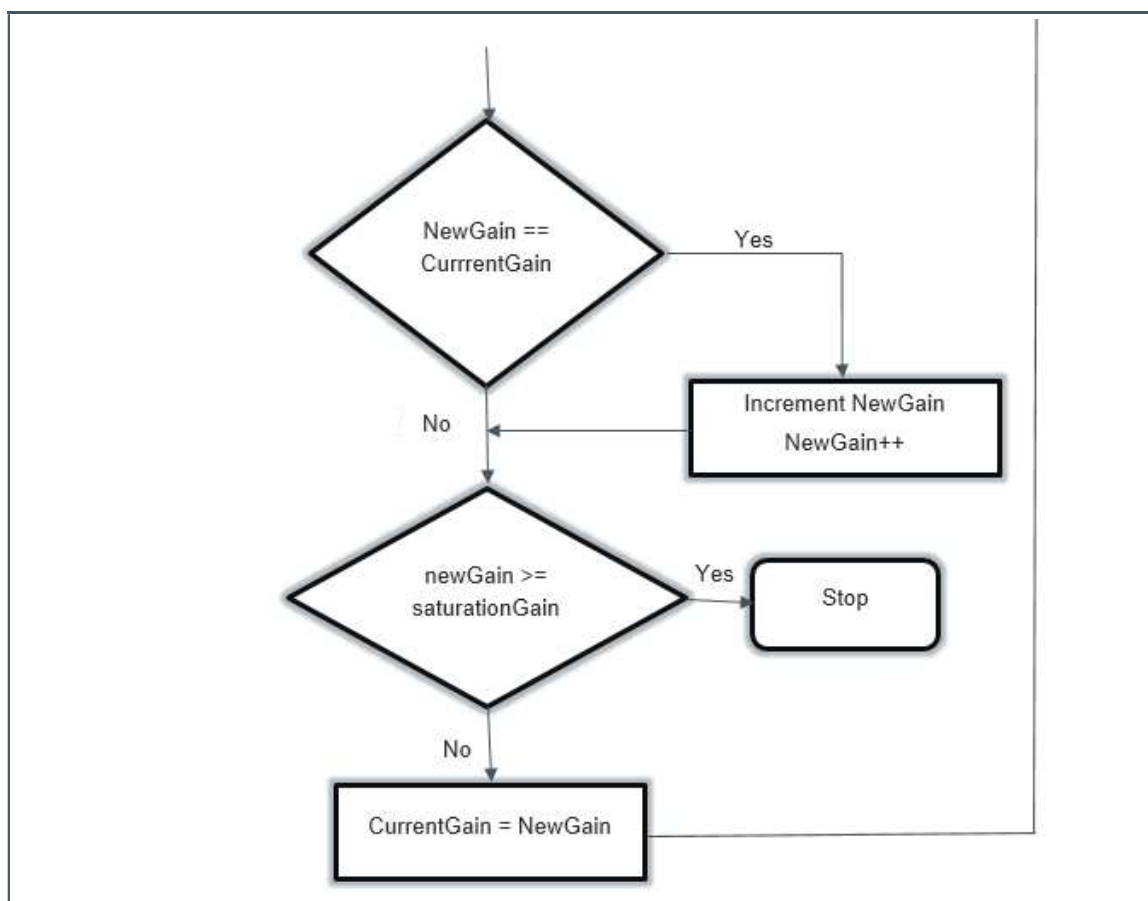 NewGain ==
CurrrentGain
Yes
Increment NewGain
NewGain++
No
newGain >=
saturationGain
Yes
Stop
No
CurrentGain = NewGain